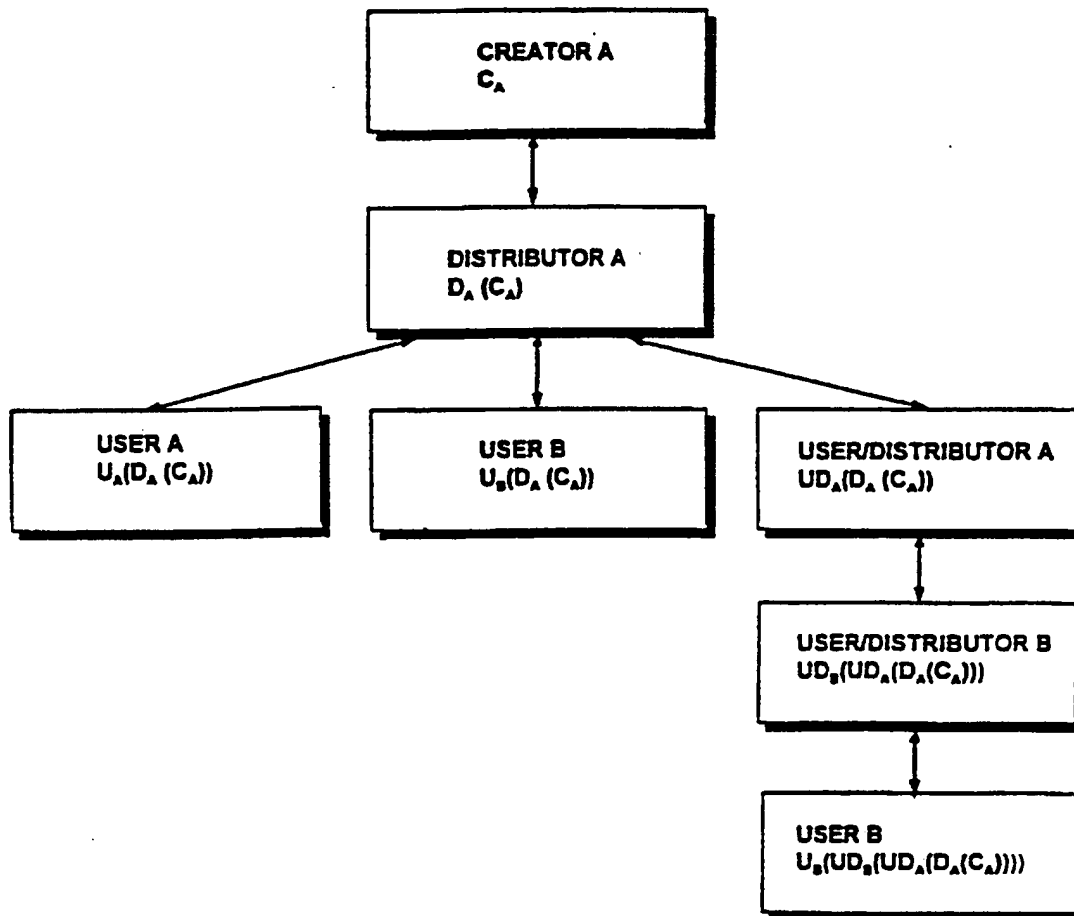 CREATOR A
C_A
DISTRIBUTOR A
D_A (C_A)
USER A
U_A(D_A (C_A))
USER B
U_B(D_A (C_A))
USER/DISTRIBUTOR A
UD_A(D_A (C_A))
USER/DISTRIBUTOR B
UD_B(UD_A(D_A(C_A)))
USER B
U_B(UD_B(UD_A(D_A(C_A))))